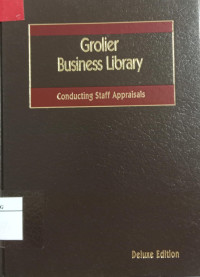 Grolier
Business Library
Conducting Staff Appraisals
Deluxe Edition